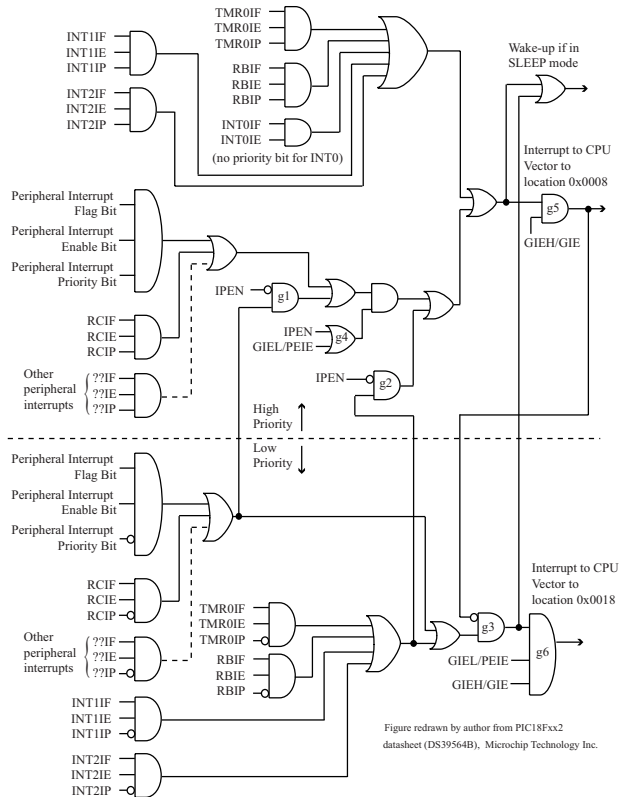 TMR0IF
TMR0IE
TMR0IP
INT1IF
INT1IE
INT1IP
RBIF
RBIE
RBIP
INT2IF
INT2IE
INT2IP
INT0IF
INT0IE
(no priority bit for INT0)
Wake-up if in
SLEEP mode
Interrupt to CPU
Vector to
location 0x0008
g5
GIEH/GIE
Peripheral Interrupt
Flag Bit
Peripheral Interrupt
Enable Bit
Peripheral Interrupt
Priority Bit
IPEN
g1
IPEN
GIEL/PEIE
g4
RCIF
RCIE
RCIP
IPEN
g2
Other
peripheral
interrupts
??IF
??IE
??IP
High
Priority
Low
Priority
Peripheral Interrupt
Flag Bit
Peripheral Interrupt
Enable Bit
Peripheral Interrupt
Priority Bit
RCIF
RCIE
RCIP
Interrupt to CPU
Vector to
location 0x0018
TMR0IF
TMR0IE
TMR0IP
g3
g6
GIEL/PEIE
GIEH/GIE
Other
peripheral
interrupts
??IF
??IE
??IP
RBIF
RBIE
RBIP
INT1IF
INT1IE
INT1IP
INT2IF
INT2IE
INT2IP
Figure redrawn by author from PIC18Fxx2
datasheet (DS39564B), Microchip Technology Inc.